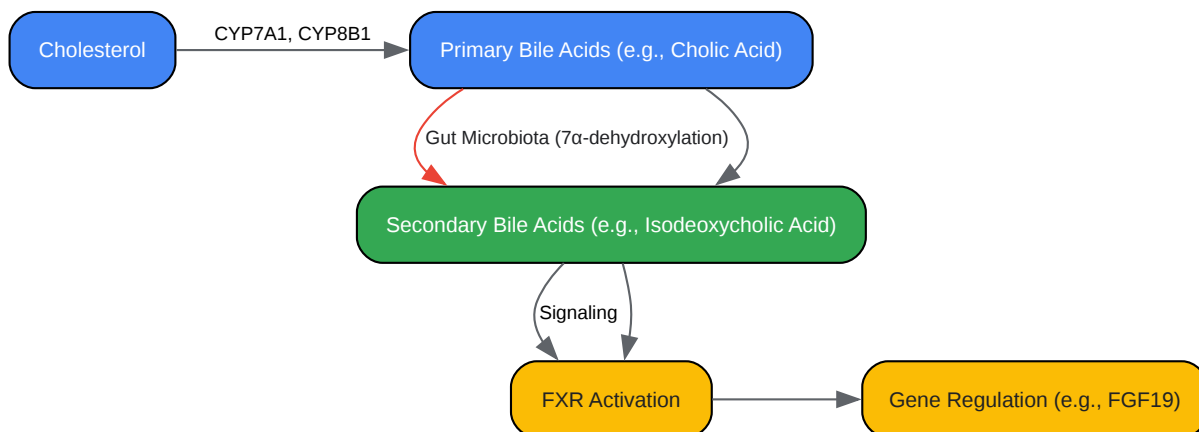 Cholesterol
CYP7A1, CYP8B1
Primary Bile Acids (e.g., Cholic Acid)
Gut Microbiota (7α-dehydroxylation)
Secondary Bile Acids (e.g., Isodeoxycholic Acid)
Signaling
FXR Activation
Gene Regulation (e.g., FGF19)